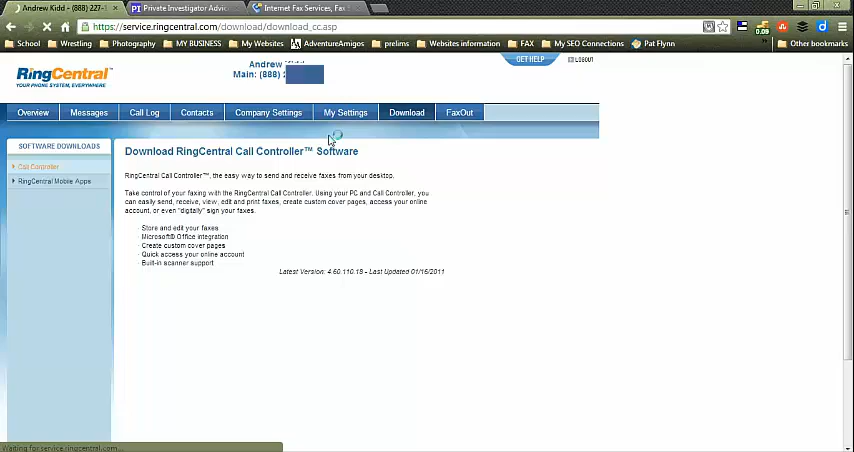 Andrew Kidd - (888) 227-1
Private Investigator Advic
Internet Fax Services, Fax
https://service.ringcentral.com/download/download_cc.asp
School
Wrestling
Photography
MY BUSINESS
My Websites
AdventureAmigos
prelims
Websites information
FAX
My SEO Connections
Pat Flynn
Other bookmarks
0.09
RingCentral™
YOUR PHONE SYSTEM, EVERYWHERE
Andrew
Main: (888)
GET HELP
LOGOUT
Overview
Messages
Call Log
Contacts
Company Settings
My Settings
Download
FaxOut
SOFTWARE DOWNLOADS
Call Controller
RingCentral Mobile Apps
Download RingCentral Call Controller™ Software
RingCentral Call Controller™, the easy way to send and receive faxes from your desktop.
Take control of your faxing with the RingCentral Call Controller. Using your PC and Call Controller, you
can easily send, receive, view, edit and print faxes, create custom cover pages, access your online
account, or even "digitally" sign your faxes.
Store and edit your faxes
Microsoft® Office integration
Create custom cover pages
Quick access your online account
Built-in scanner support
Latest Version: 4.60.110.18 - Last Updated 01/16/2011
Waiting for service.ringcentral.com...